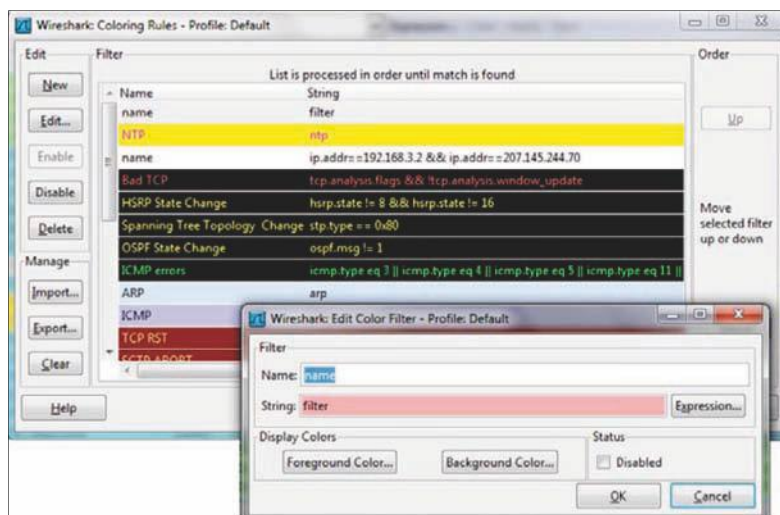 Wireshark: Coloring Rules - Profile: Default
Edit
Filter
Order
List is processed in order until match is found
New
Name String
name filter
Edit...
Up
NTP ntp
Enable
name ip.addr==192.168.3.2 && ip.addr==207.145.244.70
Bad TCP tcp.analysis.flags && !tcp.analysis.window_update
Disable
HSRP State Change hsrp.state != 8 && hsrp.state != 16
Move
selected filter
up or down
Delete
Spanning Tree Topology Change stp.type == 0x80
OSPF State Change ospf.msg != 1
Manage
ICMP errors icmp.type eq 3 || icmp.type eq 4 || icmp.type eq 5 || icmp.type eq 11 ||
Import...
ARP arp
ICMP
Export...
TCP RST
SCTP ABORT
Clear
Help
Wireshark: Edit Color Filter - Profile: Default
Filter
Name: name
String: filter
Expression...
Display Colors
Status
Foreground Color...
Background Color...
Disabled
OK
Cancel